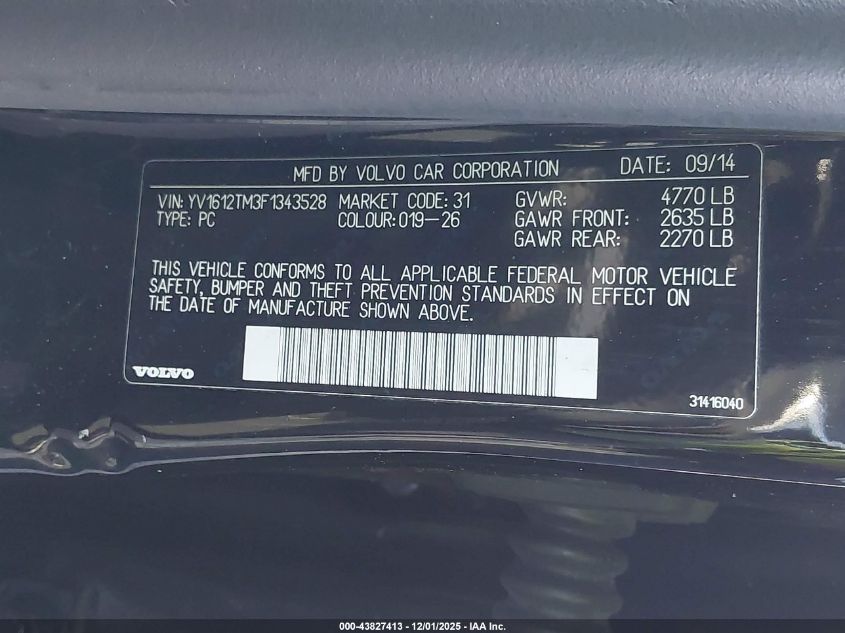 MFD BY VOLVO CAR CORPORATION DATE: 09/14
VIN: YV1612TM3F1343528 MARKET CODE: 31 GVWR: 4770 LB
TYPE: PC COLOUR: 019-26 GAWR FRONT: 2635 LB
GAWR REAR: 2270 LB
THIS VEHICLE CONFORMS TO ALL APPLICABLE FEDERAL MOTOR VEHICLE
SAFETY, BUMPER AND THEFT PREVENTION STANDARDS IN EFFECT ON
THE DATE OF MANUFACTURE SHOWN ABOVE.
VOLVO
31416040
000-43827413 - 12/01/2025 - IAA Inc.